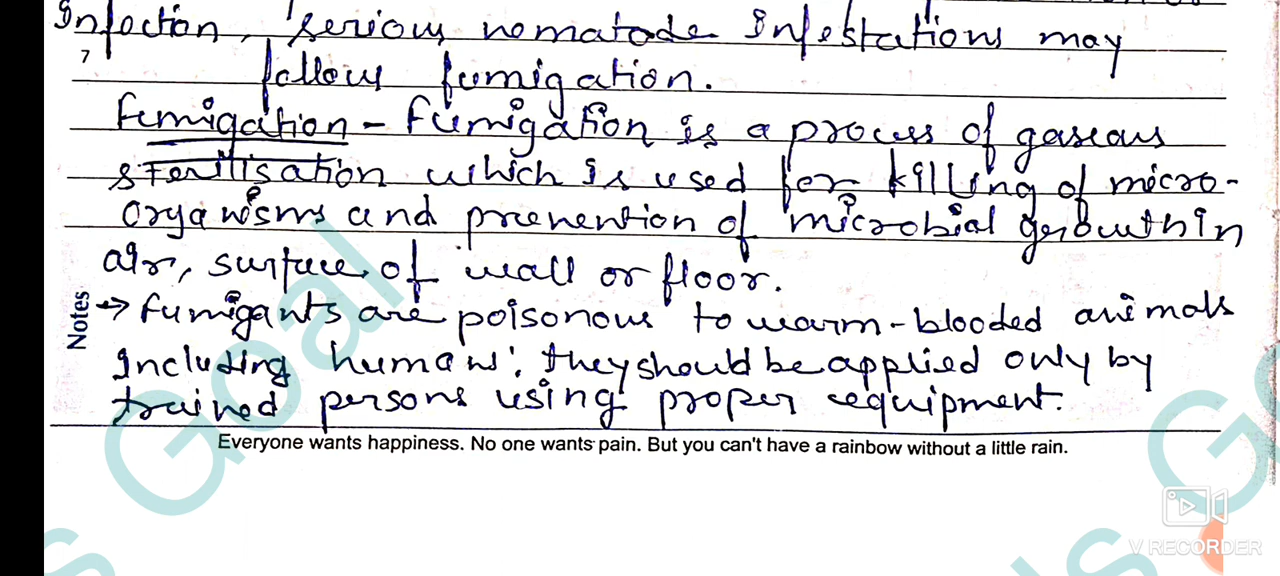 Infection, serious nematode Infestations may
7
follow fumigation.
fumigation - Fumigation is a process of gaseous
sterilisation which is used for killing of micro-
organisms and prevention of microbial growth in
air, surface of wall or floor.
→ fumigants are poisonous to warm-blooded animals
Including humans; they should be applied only by
trained persons using proper equipment.
Notes
Everyone wants happiness. No one wants pain. But you can't have a rainbow without a little rain.
Goal
V RECORDER